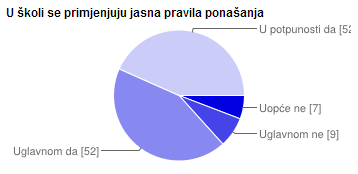 U školi se primjenjuju jasna pravila ponašanja
U potpunosti da [52
Uopće ne [7]
Uglavnom ne [9]
Uglavnom da [52]